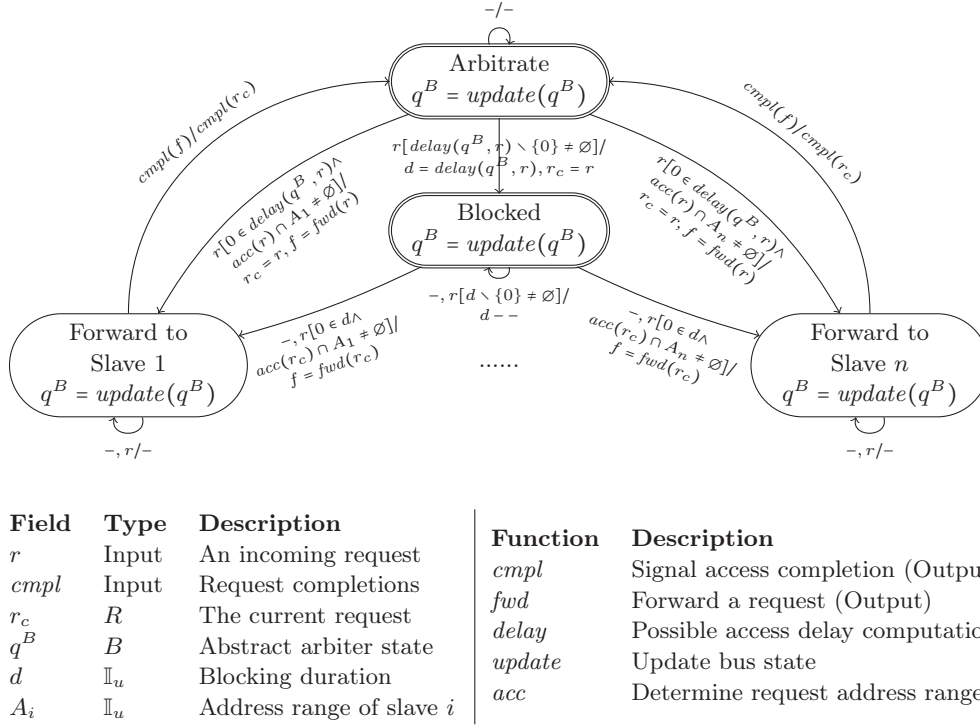 −/−
Arbitrate
q^B = update(q^B)
cmpl(f)/cmpl(r_c)
cmpl(f)/cmpl(r_c)
r[delay(q^B, r) ∖ {0} ≠ ∅]/
d = delay(q^B, r), r_c = r
r[0 ∈ delay(q^B, r)∧
acc(r) ∩ A_1 ≠ ∅]/
r_c = r, f = fwd(r)
r[0 ∈ delay(q^B, r)∧
acc(r) ∩ A_n ≠ ∅]/
r_c = r, f = fwd(r)
Blocked
q^B = update(q^B)
−, r[d ∖ {0} ≠ ∅]/
d − −
−, r[0 ∈ d∧
acc(r_c) ∩ A_1 ≠ ∅]/
f = fwd(r_c)
−, r[0 ∈ d∧
acc(r_c) ∩ A_n ≠ ∅]/
f = fwd(r_c)
Forward to
Slave 1
q^B = update(q^B)
......
Forward to
Slave n
q^B = update(q^B)
−, r/−
−, r/−
Field Type Description
r Input An incoming request
cmpl Input Request completions
r_c R The current request
q^B B Abstract arbiter state
d 𝕀_u Blocking duration
A_i 𝕀_u Address range of slave i
Function Description
cmpl Signal access completion (Outpu
fwd Forward a request (Output)
delay Possible access delay computatio
update Update bus state
acc Determine request address range